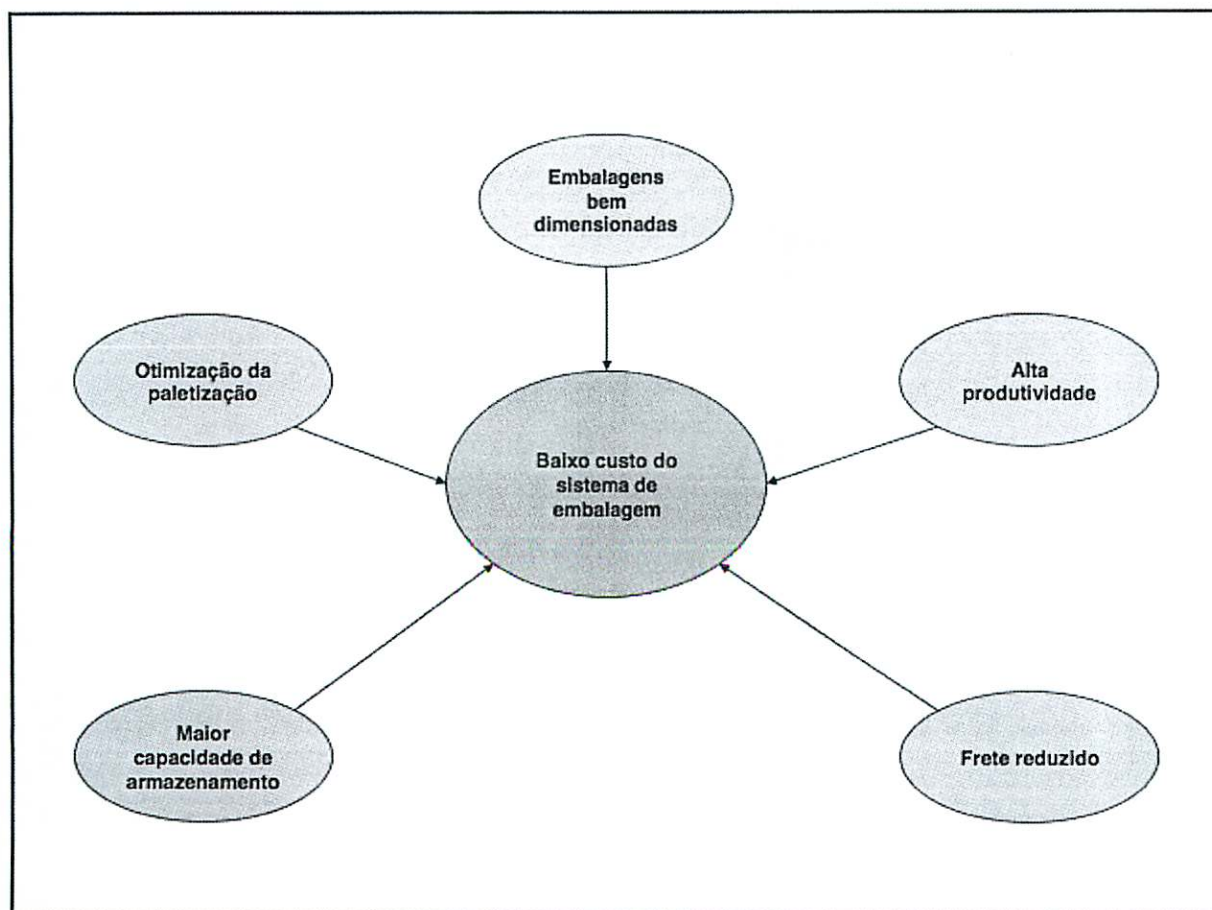 Embalagens
bem
dimensionadas
Otimização da
paletização
Alta
produtividade
Baixo custo do
sistema de
embalagem
Maior
capacidade de
armazenamento
Frete reduzido